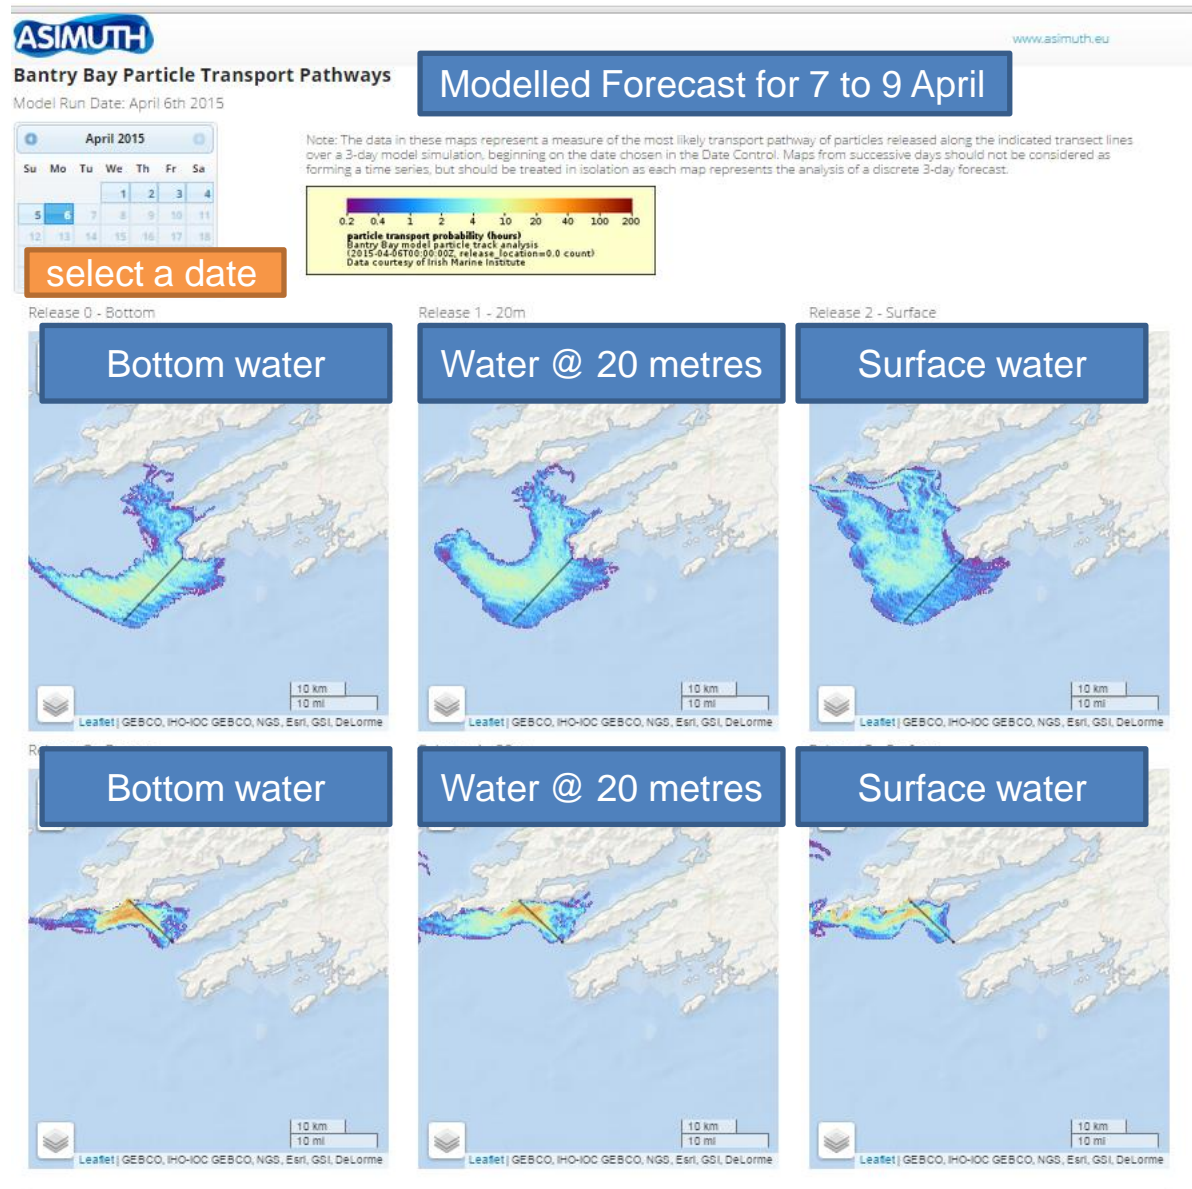 ASIMUTH
www.asimuth.eu
Bantry Bay Particle Transport Pathways
Modelled Forecast for 7 to 9 April
Model Run Date: April 6th 2015
April 2015
Su Mo Tu We Th Fr Sa
1 2 3 4
5 6 7 8 9 10 11
12 13 14 15 16 17 18
select a date
Note: The data in these maps represent a measure of the most likely transport pathway of particles released along the indicated transect lines
over a 3-day model simulation, beginning on the date chosen in the Date Control. Maps from successive days should not be considered as
forming a time series, but should be treated in isolation as each map represents the analysis of a discrete 3-day forecast.
0.2 0.4 1 2 4 10 20 40 100 200
particle transport probability (hours)
Bantry Bay model particle track analysis
(2015-04-06T00:00:00Z, release_location=0.0 count)
Data courtesy of Irish Marine Institute
Release 0 - Bottom
Release 1 - 20m
Release 2 - Surface
Bottom water
Water @ 20 metres
Surface water
10 km
10 mi
Leaflet | GEBCO, IHO-IOC GEBCO, NGS, Esri, GSI, DeLorme
10 km
10 mi
Leaflet | GEBCO, IHO-IOC GEBCO, NGS, Esri, GSI, DeLorme
10 km
10 mi
Leaflet | GEBCO, IHO-IOC GEBCO, NGS, Esri, GSI, DeLorme
Bottom water
Water @ 20 metres
Surface water
10 km
10 mi
Leaflet | GEBCO, IHO-IOC GEBCO, NGS, Esri, GSI, DeLorme
10 km
10 mi
Leaflet | GEBCO, IHO-IOC GEBCO, NGS, Esri, GSI, DeLorme
10 km
10 mi
Leaflet | GEBCO, IHO-IOC GEBCO, NGS, Esri, GSI, DeLorme